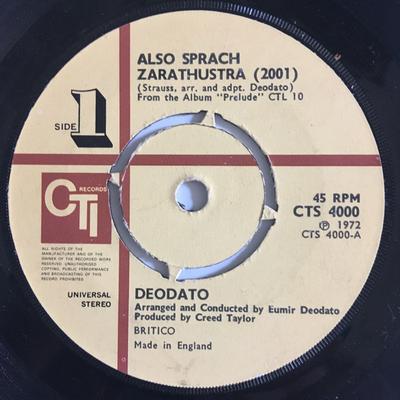 ALSO SPRACH
ZARATHUSTRA (2001)
(Strauss, arr. and adpt. Deodato)
From the Album "Prelude" CTL 10
SIDE 1
CTI RECORDS
ALL RIGHTS OF THE
MANUFACTURER AND OF THE
OWNER OF THE RECORDED WORK
RESERVED. UNAUTHORISED
COPYING, PUBLIC PERFORMANCE
AND BROADCASTING OF THIS
RECORD PROHIBITED.
45 RPM
CTS 4000
Ⓟ 1972
CTS 4000-A
UNIVERSAL
STEREO
DEODATO
Arranged and Conducted by Eumir Deodato
Produced by Creed Taylor
BRITICO
Made in England